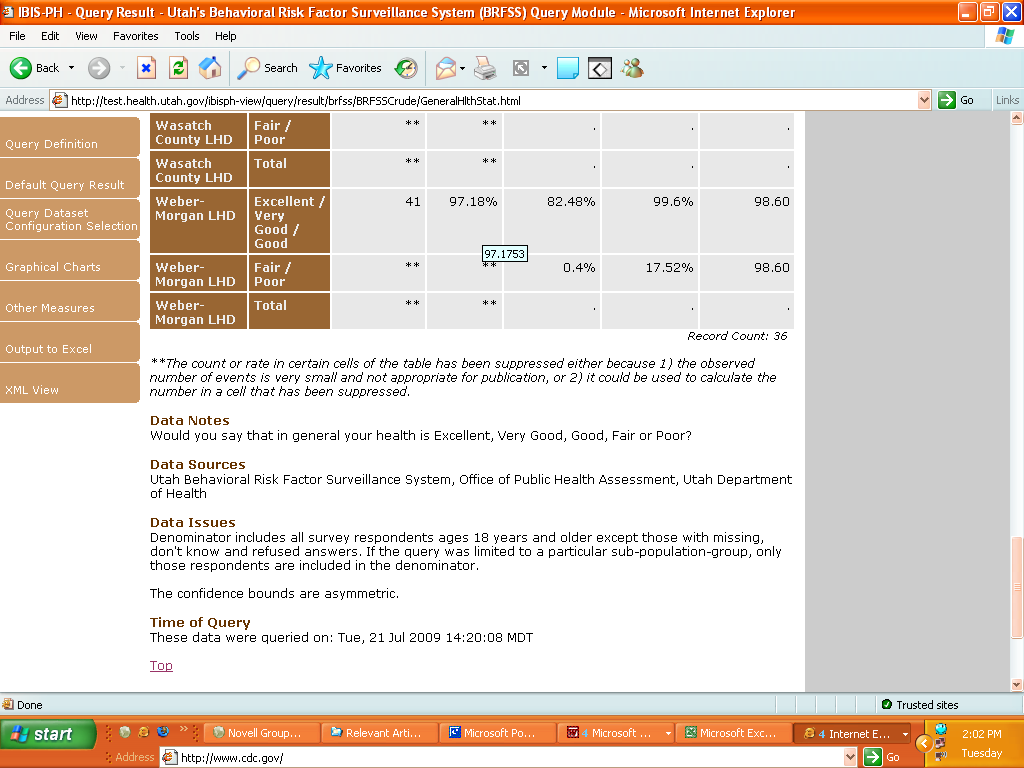 IBIS-PH - Query Result - Utah's Behavioral Risk Factor Surveillance System (BRFSS) Query Module - Microsoft Internet Explorer
File Edit View Favorites Tools Help
Back Search Favorites
Address http://test.health.utah.gov/ibisph-view/query/result/brfss/BRFSSCrude/GeneralHlthStat.html Go Links
Query Definition
Default Query Result
Query Dataset
Configuration Selection
Graphical Charts
Other Measures
Output to Excel
XML View
Wasatch Fair / ** ** . . .
County LHD Poor
Wasatch Total ** ** . . .
County LHD
Weber- Excellent / 41 97.18% 82.48% 99.6% 98.60
Morgan LHD Very
Good /
Good
97.1753
Weber- Fair / ** ** 0.4% 17.52% 98.60
Morgan LHD Poor
Weber- Total ** ** . . .
Morgan LHD
Record Count: 36
**The count or rate in certain cells of the table has been suppressed either because 1) the observed
number of events is very small and not appropriate for publication, or 2) it could be used to calculate the
number in a cell that has been suppressed.
Data Notes
Would you say that in general your health is Excellent, Very Good, Good, Fair or Poor?
Data Sources
Utah Behavioral Risk Factor Surveillance System, Office of Public Health Assessment, Utah Department
of Health
Data Issues
Denominator includes all survey respondents ages 18 years and older except those with missing,
don't know and refused answers. If the query was limited to a particular sub-population-group, only
those respondents are included in the denominator.
The confidence bounds are asymmetric.
Time of Query
These data were queried on: Tue, 21 Jul 2009 14:20:08 MDT
Top
Done Trusted sites
start Novell Group... Relevant Arti... Microsoft Po... 4 Microsoft ... Microsoft Exc... 4 Internet E... 2:02 PM
Address http://www.cdc.gov/ Go Tuesday